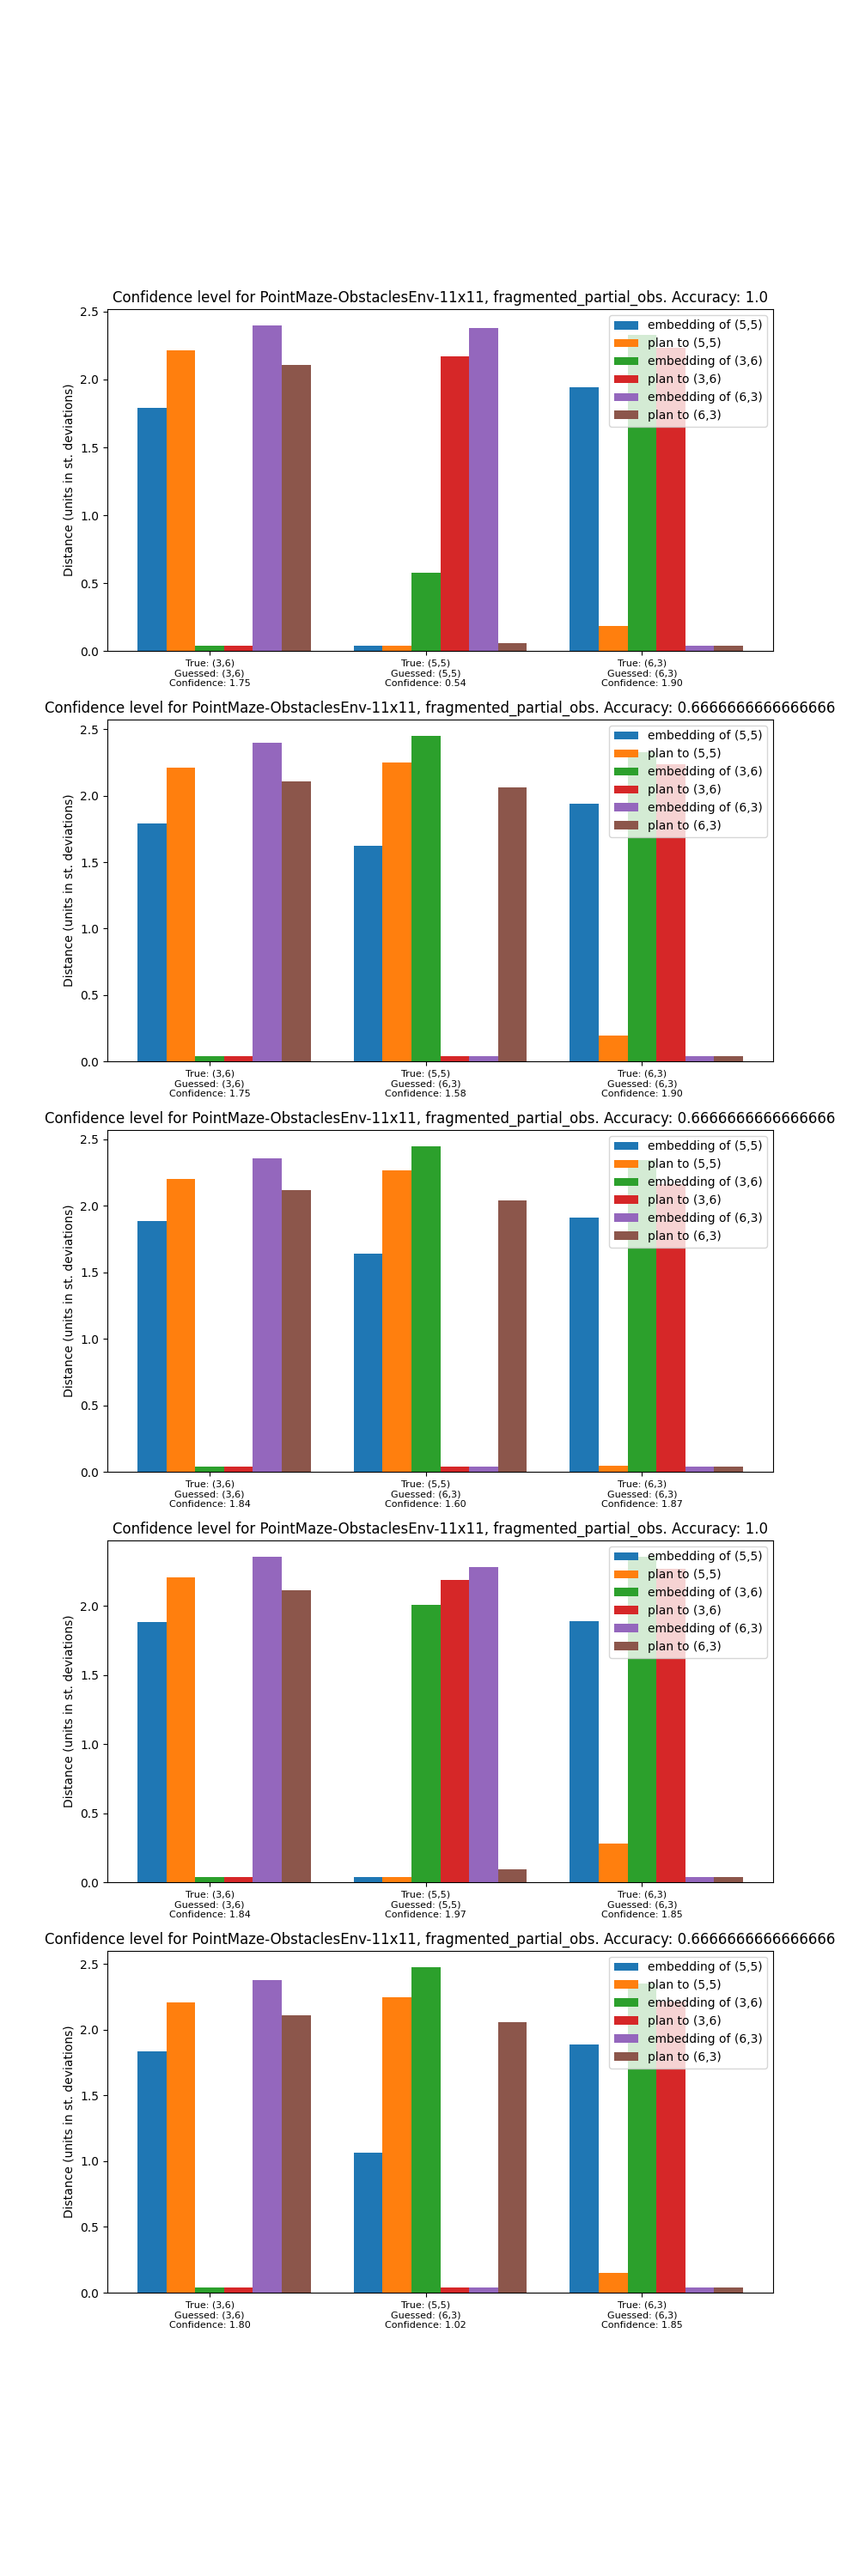 Confidence level for PointMaze-ObstaclesEnv-11x11, fragmented_partial_obs. Accuracy: 1.0
2.5
2.0
1.5
1.0
0.5
0.0
Distance (units in st. deviations)
embedding of (5,5)
plan to (5,5)
embedding of (3,6)
plan to (3,6)
embedding of (6,3)
plan to (6,3)
True: (3,6)
Guessed: (3,6)
Confidence: 1.75
True: (5,5)
Guessed: (5,5)
Confidence: 0.54
True: (6,3)
Guessed: (6,3)
Confidence: 1.90
Confidence level for PointMaze-ObstaclesEnv-11x11, fragmented_partial_obs. Accuracy: 0.6666666666666666
2.5
2.0
1.5
1.0
0.5
0.0
Distance (units in st. deviations)
embedding of (5,5)
plan to (5,5)
embedding of (3,6)
plan to (3,6)
embedding of (6,3)
plan to (6,3)
True: (3,6)
Guessed: (3,6)
Confidence: 1.75
True: (5,5)
Guessed: (6,3)
Confidence: 1.58
True: (6,3)
Guessed: (6,3)
Confidence: 1.90
Confidence level for PointMaze-ObstaclesEnv-11x11, fragmented_partial_obs. Accuracy: 0.6666666666666666
2.5
2.0
1.5
1.0
0.5
0.0
Distance (units in st. deviations)
embedding of (5,5)
plan to (5,5)
embedding of (3,6)
plan to (3,6)
embedding of (6,3)
plan to (6,3)
True: (3,6)
Guessed: (3,6)
Confidence: 1.84
True: (5,5)
Guessed: (6,3)
Confidence: 1.60
True: (6,3)
Guessed: (6,3)
Confidence: 1.87
Confidence level for PointMaze-ObstaclesEnv-11x11, fragmented_partial_obs. Accuracy: 1.0
2.0
1.5
1.0
0.5
0.0
Distance (units in st. deviations)
embedding of (5,5)
plan to (5,5)
embedding of (3,6)
plan to (3,6)
embedding of (6,3)
plan to (6,3)
True: (3,6)
Guessed: (3,6)
Confidence: 1.84
True: (5,5)
Guessed: (5,5)
Confidence: 1.97
True: (6,3)
Guessed: (6,3)
Confidence: 1.85
Confidence level for PointMaze-ObstaclesEnv-11x11, fragmented_partial_obs. Accuracy: 0.6666666666666666
2.5
2.0
1.5
1.0
0.5
0.0
Distance (units in st. deviations)
embedding of (5,5)
plan to (5,5)
embedding of (3,6)
plan to (3,6)
embedding of (6,3)
plan to (6,3)
True: (3,6)
Guessed: (3,6)
Confidence: 1.80
True: (5,5)
Guessed: (6,3)
Confidence: 1.02
True: (6,3)
Guessed: (6,3)
Confidence: 1.85